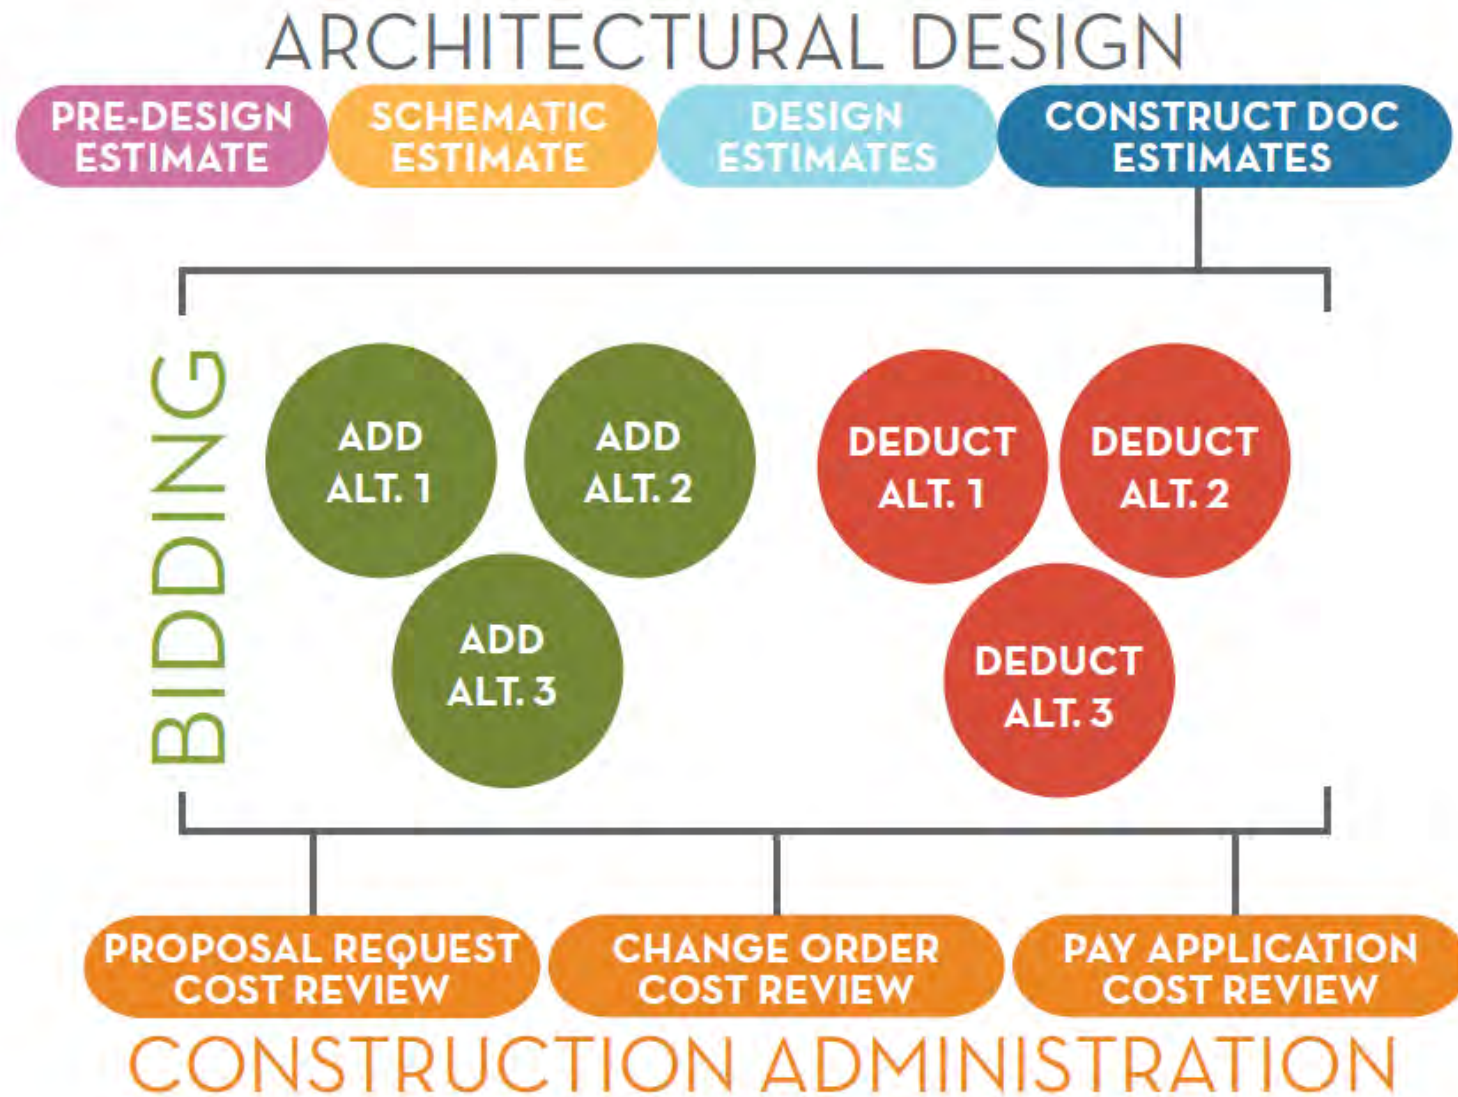 ARCHITECTURAL DESIGN
PRE-DESIGN
ESTIMATE
SCHEMATIC
ESTIMATE
DESIGN
ESTIMATES
CONSTRUCT DOC
ESTIMATES
BIDDING
ADD
ALT. 1
ADD
ALT. 2
ADD
ALT. 3
DEDUCT
ALT. 1
DEDUCT
ALT. 2
DEDUCT
ALT. 3
PROPOSAL REQUEST
COST REVIEW
CHANGE ORDER
COST REVIEW
PAY APPLICATION
COST REVIEW
CONSTRUCTION ADMINISTRATION